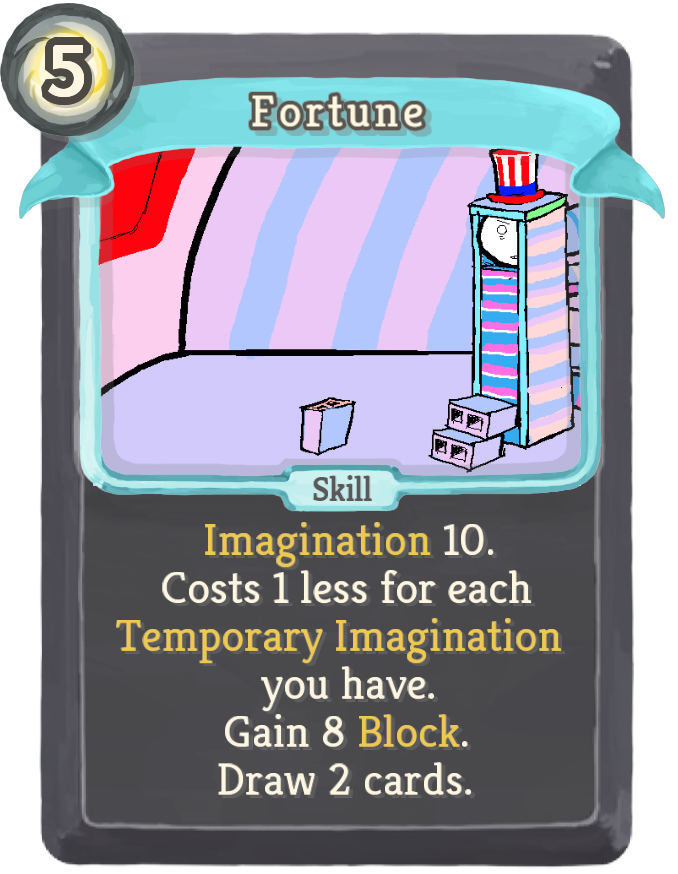 5
Fortune
Skill
Imagination 10.
Costs 1 less for each
Temporary Imagination
you have.
Gain 8 Block.
Draw 2 cards.